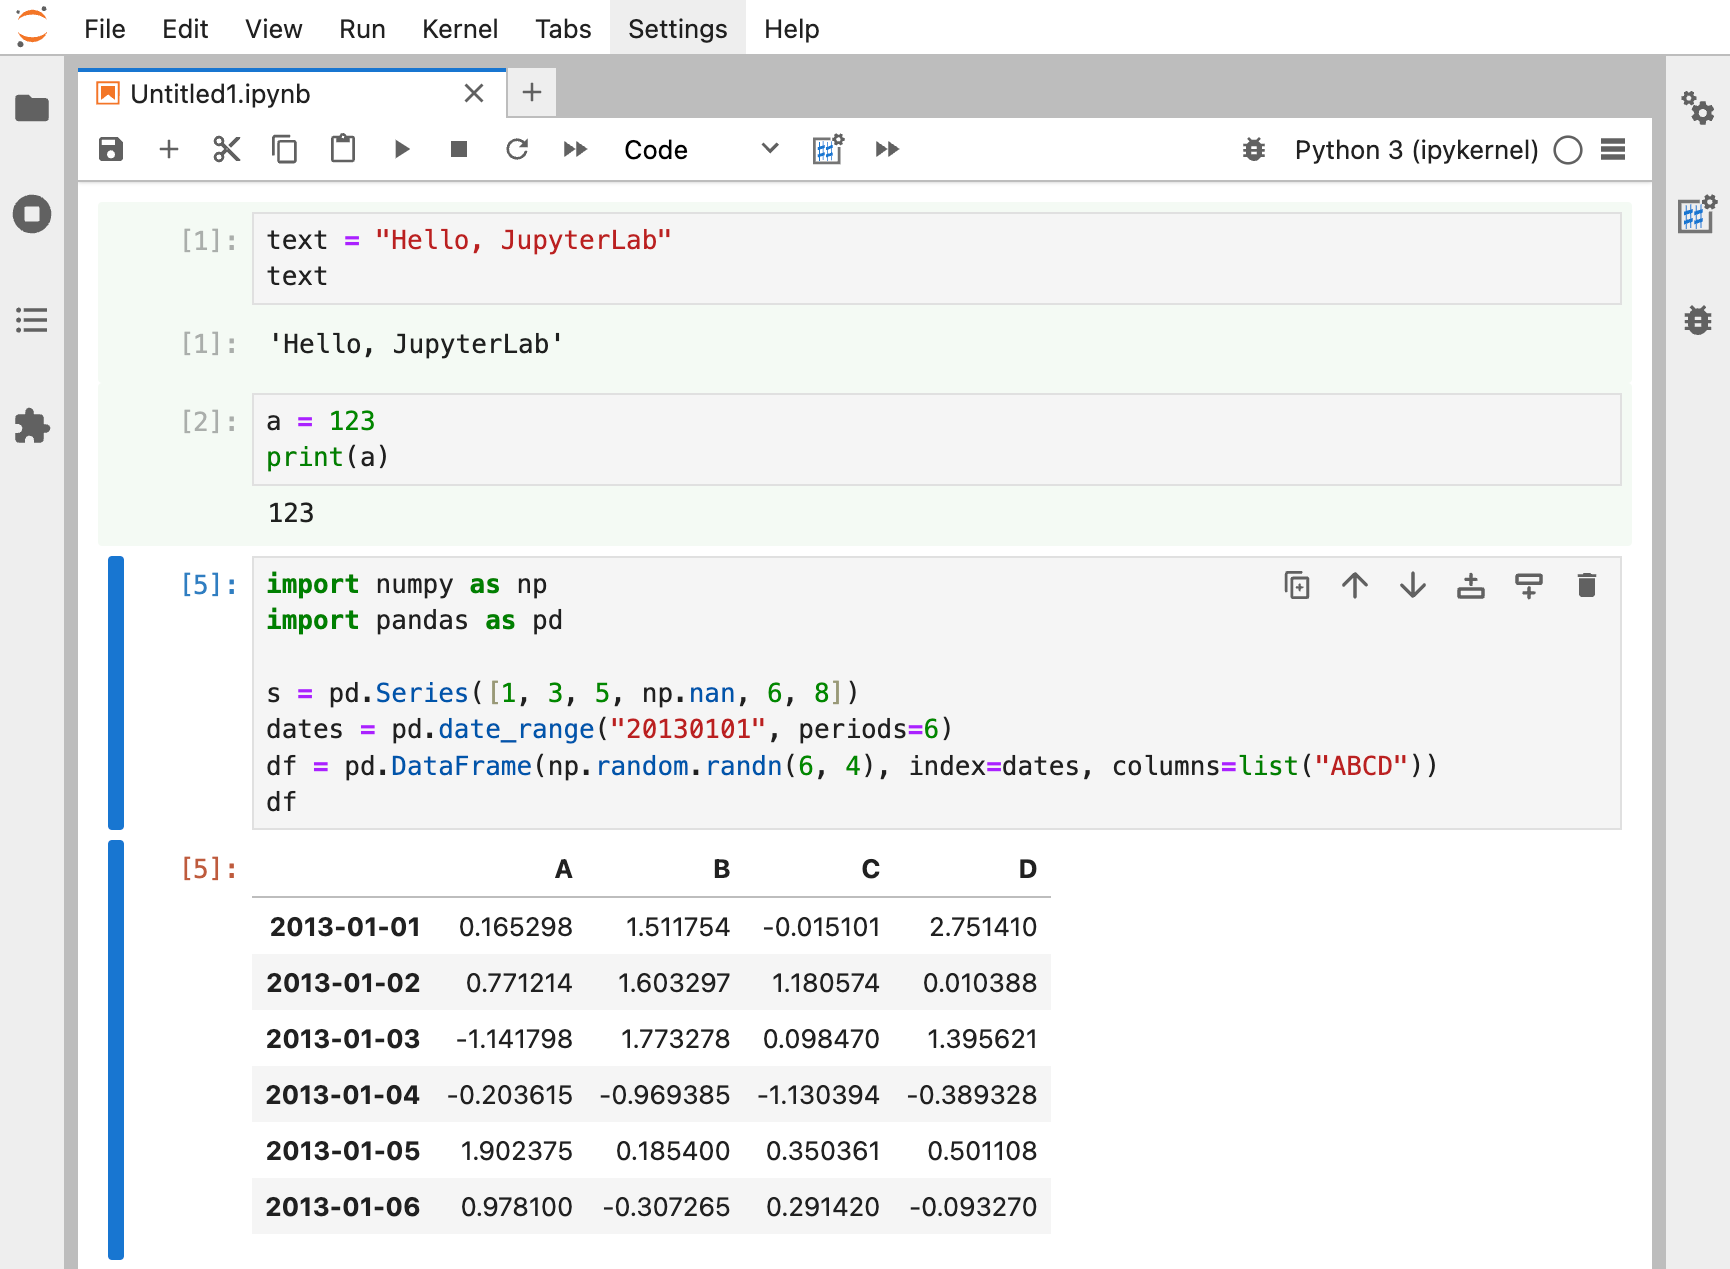 File Edit View Run Kernel Tabs Settings Help
Untitled1.ipynb
Code Python 3 (ipykernel)
[1]: text = "Hello, JupyterLab"
text
[1]: 'Hello, JupyterLab'
[2]: a = 123
print(a)
123
[5]: import numpy as np
import pandas as pd
s = pd.Series([1, 3, 5, np.nan, 6, 8])
dates = pd.date_range("20130101", periods=6)
df = pd.DataFrame(np.random.randn(6, 4), index=dates, columns=list("ABCD"))
df
[5]: A B C D
2013-01-01 0.165298 1.511754 -0.015101 2.751410
2013-01-02 0.771214 1.603297 1.180574 0.010388
2013-01-03 -1.141798 1.773278 0.098470 1.395621
2013-01-04 -0.203615 -0.969385 -1.130394 -0.389328
2013-01-05 1.902375 0.185400 0.350361 0.501108
2013-01-06 0.978100 -0.307265 0.291420 -0.093270